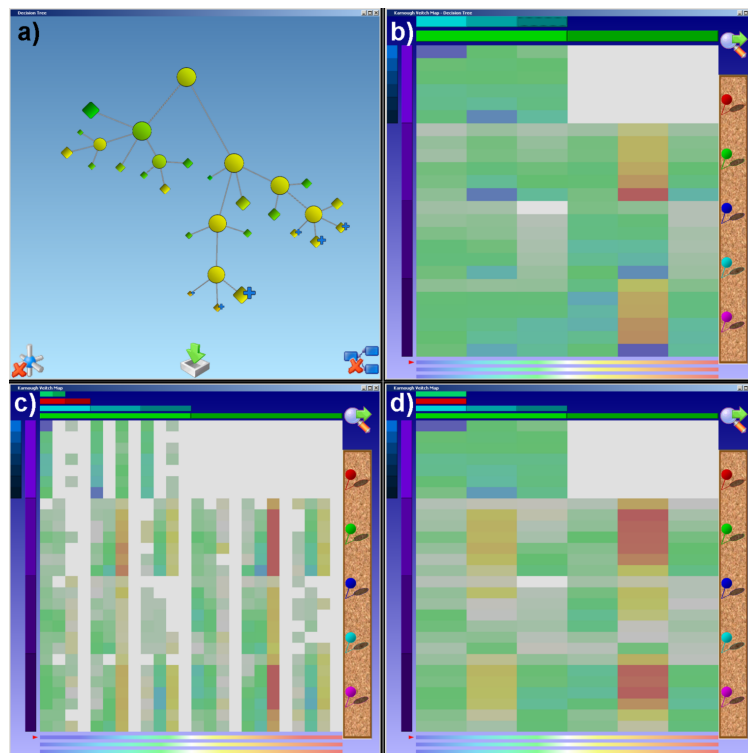 Decision Tree
a)
Karnaugh Veitch Map - Decision Tree
b)
Karnaugh Veitch Map
c)
Karnaugh Veitch Map
d)